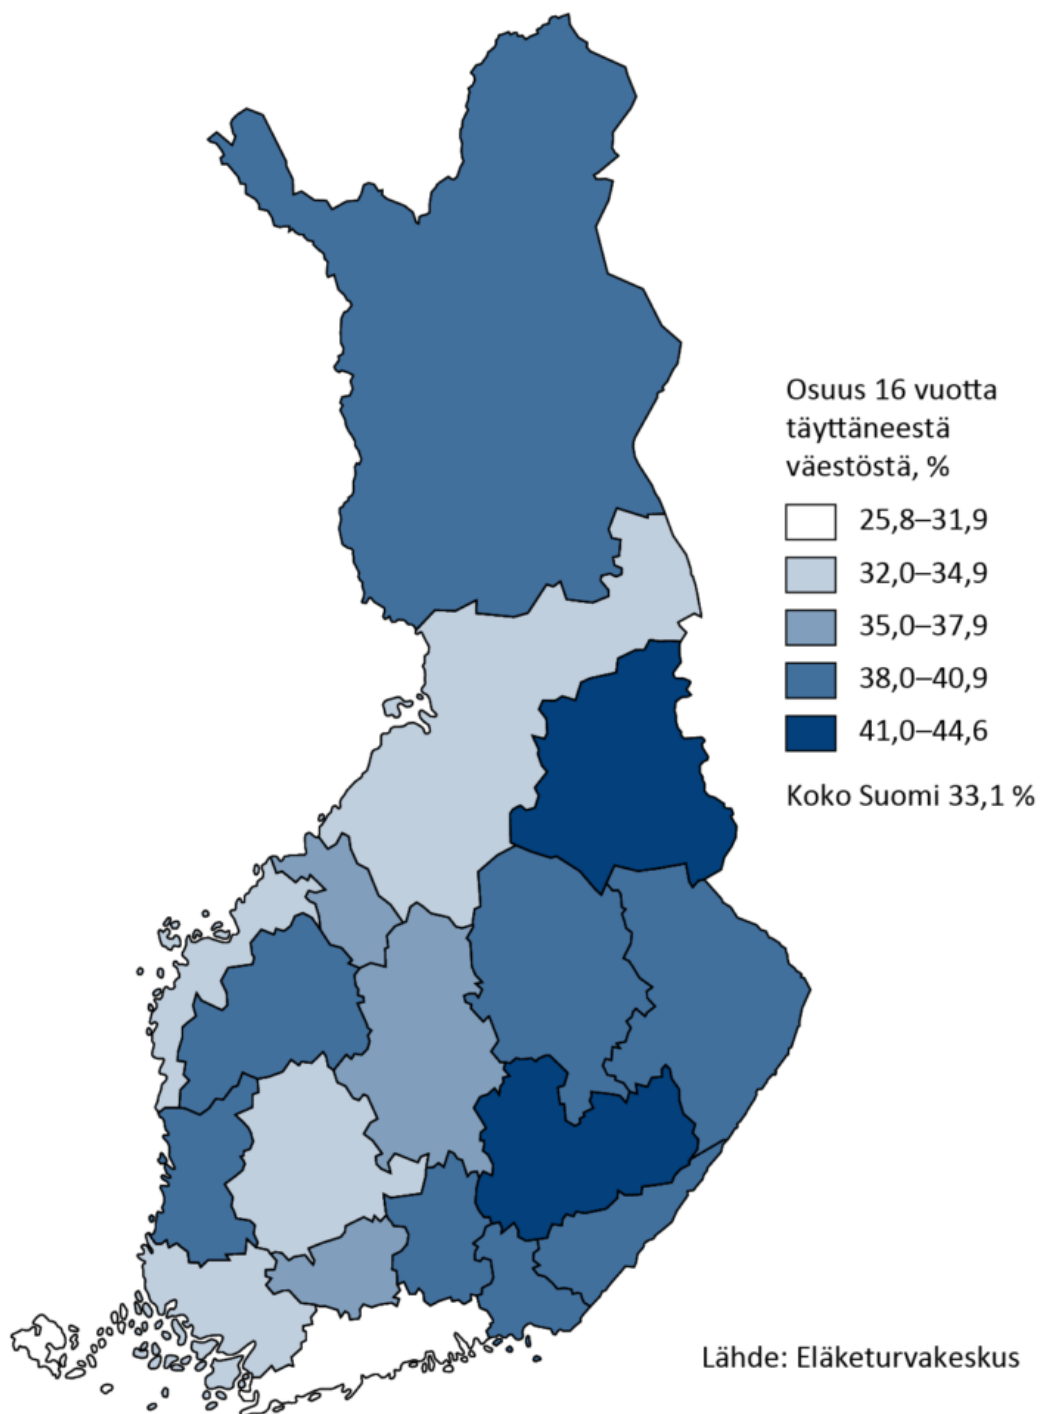 Osuus 16 vuotta
täyttäneestä
väestöstä, %
25,8–31,9
32,0–34,9
35,0–37,9
38,0–40,9
41,0–44,6
Koko Suomi 33,1 %
Lähde: Eläketurvakeskus